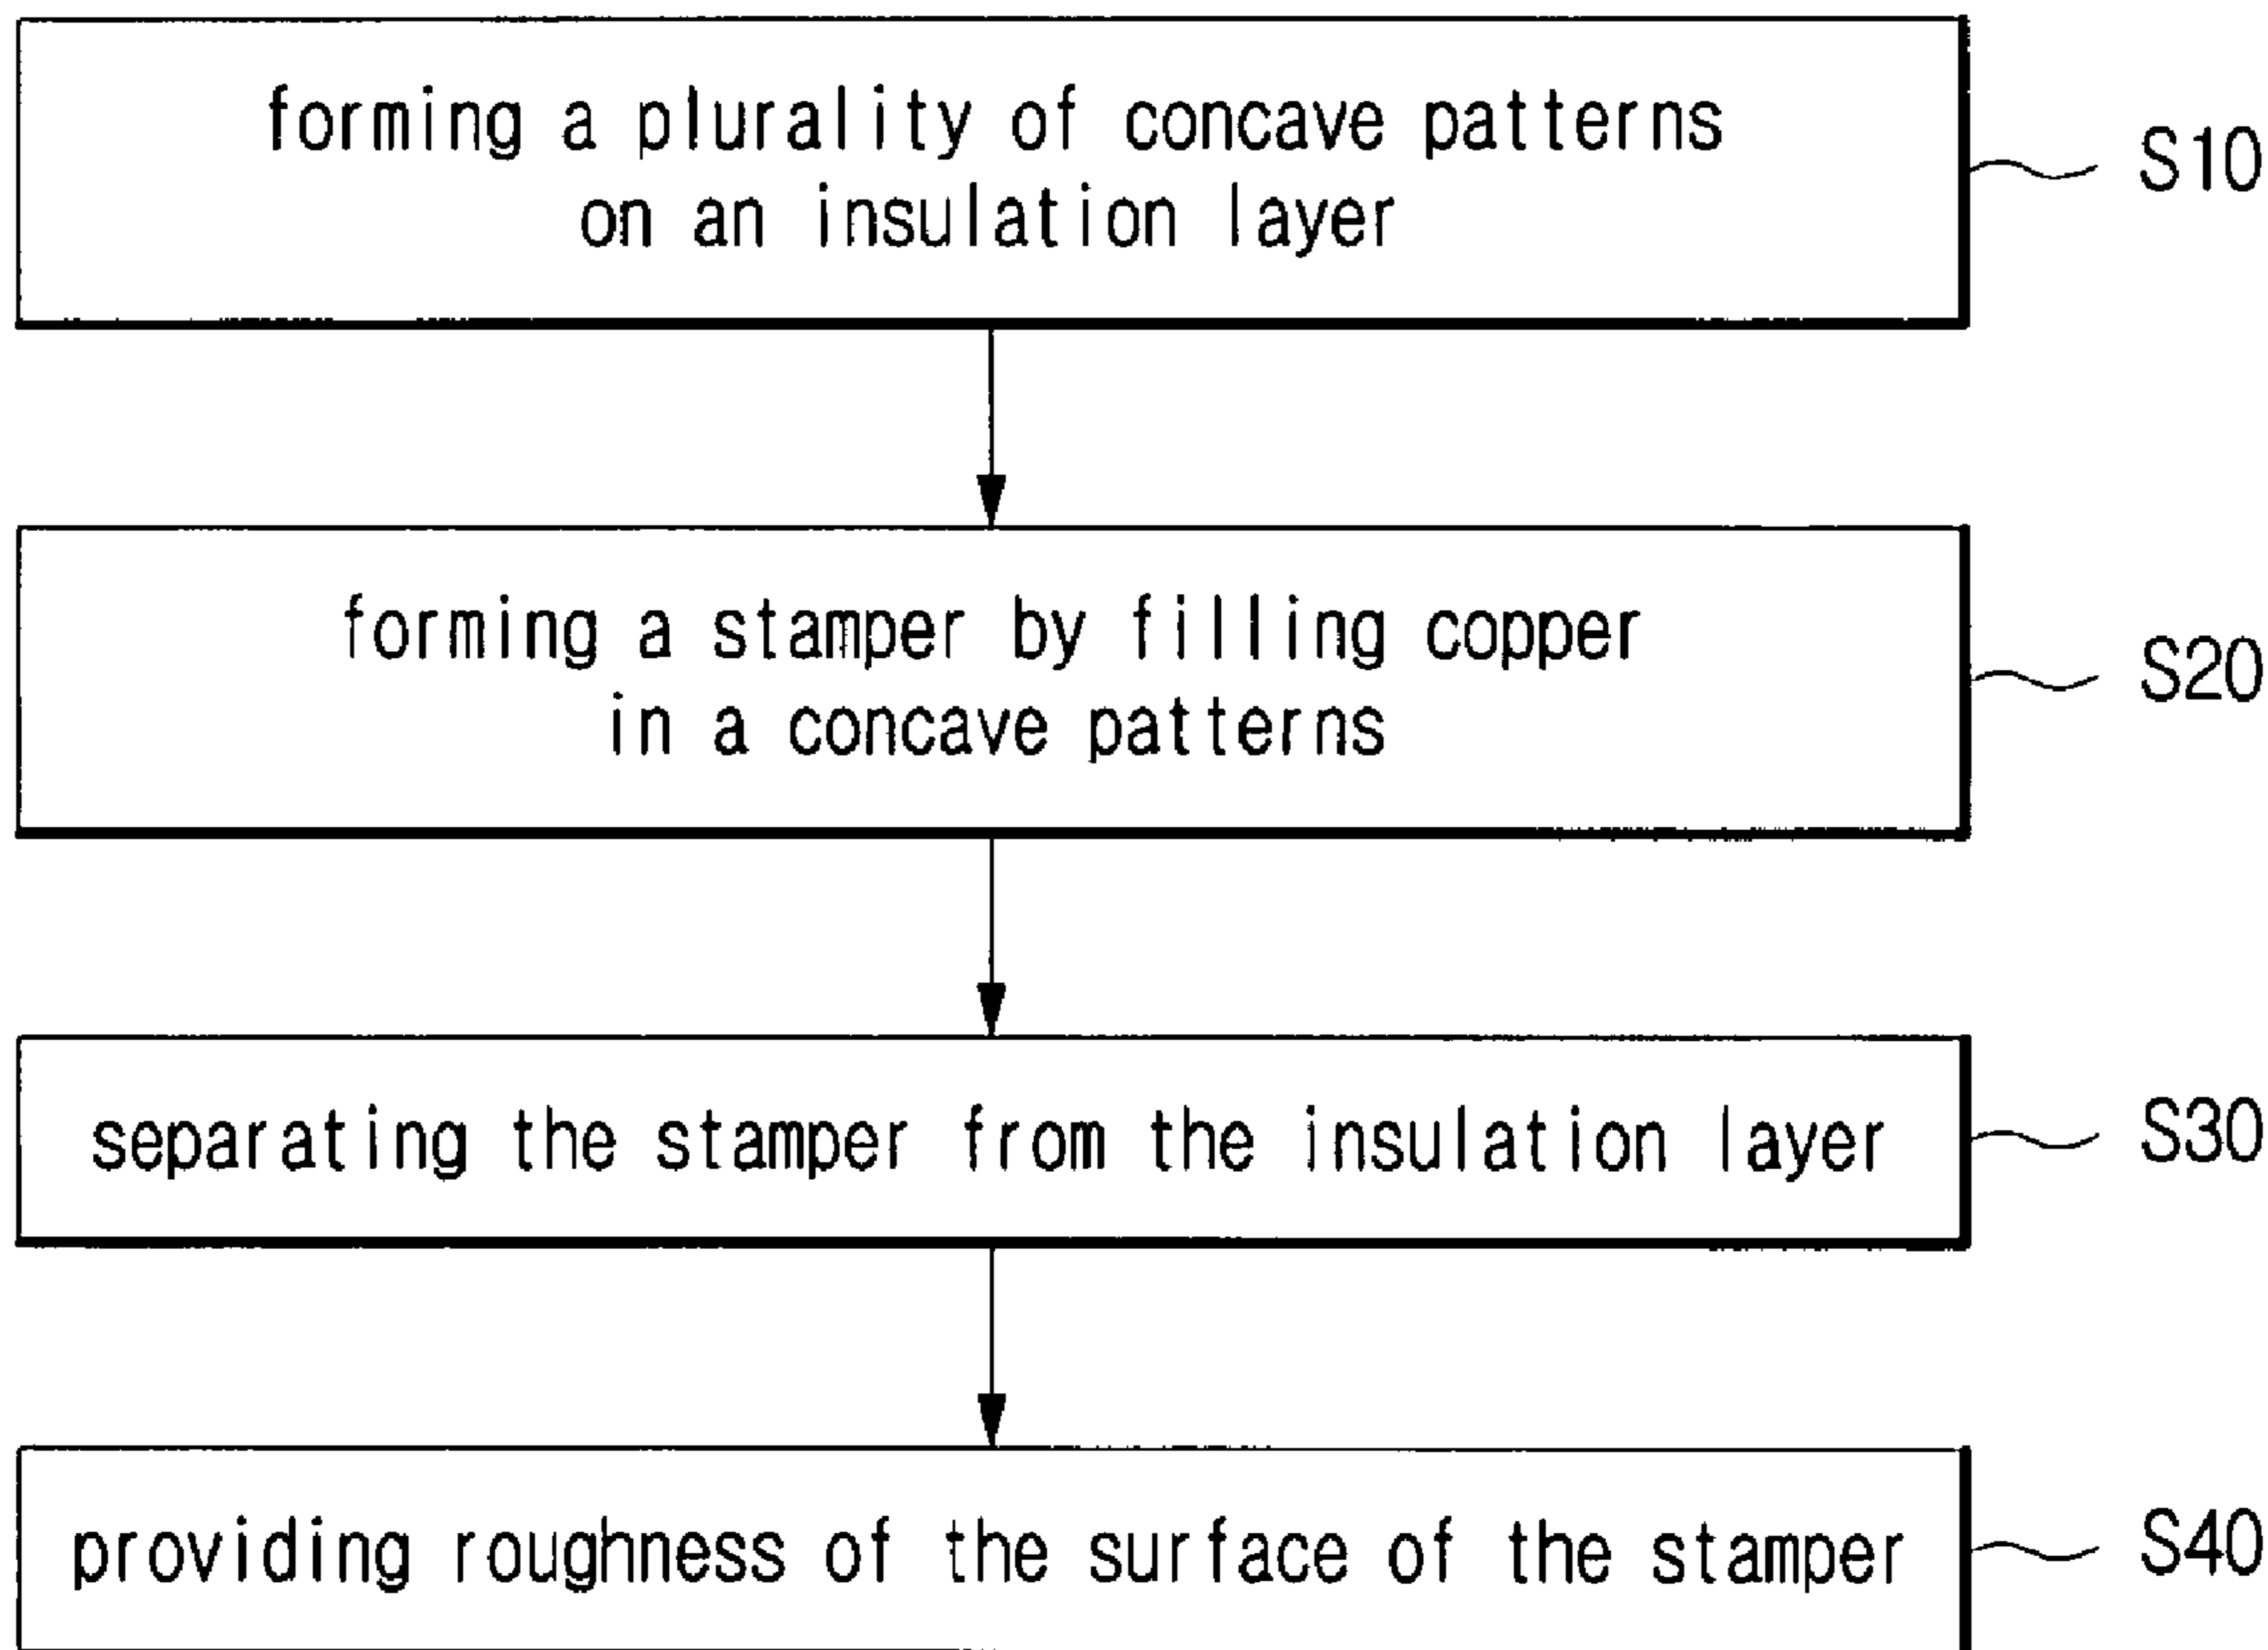 forming a plurality of concave patterns
on an insulation layer
S10
forming a stamper by filling copper
in a concave patterns
S20
separating the stamper from the insulation layer
S30
providing roughness of the surface of the stamper
S40